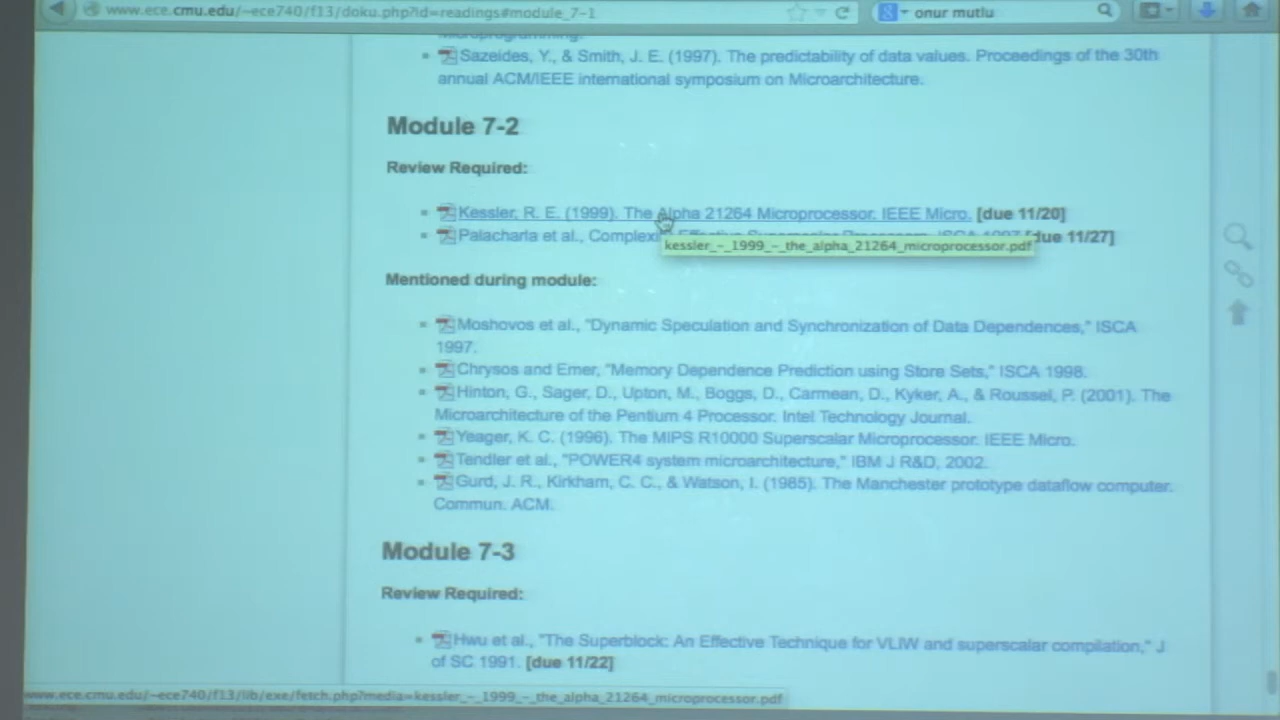 www.ece.cmu.edu/~ece740/f13/doku.php?id=readings#module_7-1
onur mutlu
Microprogramming.
Sazeides, Y., & Smith, J. E. (1997). The predictability of data values. Proceedings of the 30th
annual ACM/IEEE international symposium on Microarchitecture.
Module 7-2
Review Required:
Kessler, R. E. (1999). The Alpha 21264 Microprocessor. IEEE Micro. [due 11/20]
Palacharla et al., Complexi Effective Superscalar Processors, ISCA 1997 [due 11/27]
kessler_-_1999_-_the_alpha_21264_microprocessor.pdf
Mentioned during module:
Moshovos et al., "Dynamic Speculation and Synchronization of Data Dependences," ISCA
1997.
Chrysos and Emer, "Memory Dependence Prediction using Store Sets," ISCA 1998.
Hinton, G., Sager, D., Upton, M., Boggs, D., Carmean, D., Kyker, A., & Roussel, P. (2001). The
Microarchitecture of the Pentium 4 Processor. Intel Technology Journal.
Yeager, K. C. (1996). The MIPS R10000 Superscalar Microprocessor. IEEE Micro.
Tendler et al., "POWER4 system microarchitecture," IBM J R&D, 2002.
Gurd, J. R., Kirkham, C. C., & Watson, I. (1985). The Manchester prototype dataflow computer.
Commun. ACM.
Module 7-3
Review Required:
Hwu et al., "The Superblock: An Effective Technique for VLIW and superscalar compilation," J
of SC 1991. [due 11/22]
www.ece.cmu.edu/~ece740/f13/lib/exe/fetch.php?media=kessler_-_1999_-_the_alpha_21264_microprocessor.pdf